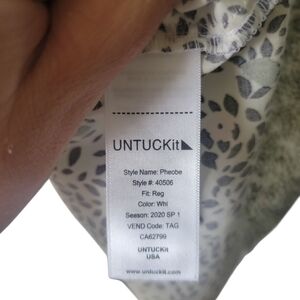 UNTUCKit
Style Name: Pheobe
Style #: 40506
Fit: Reg
Color: Whi
Season: 2020 SP 1
VEND Code: TAG
CA62799
UNTUCKit
USA
www.untuckit.com